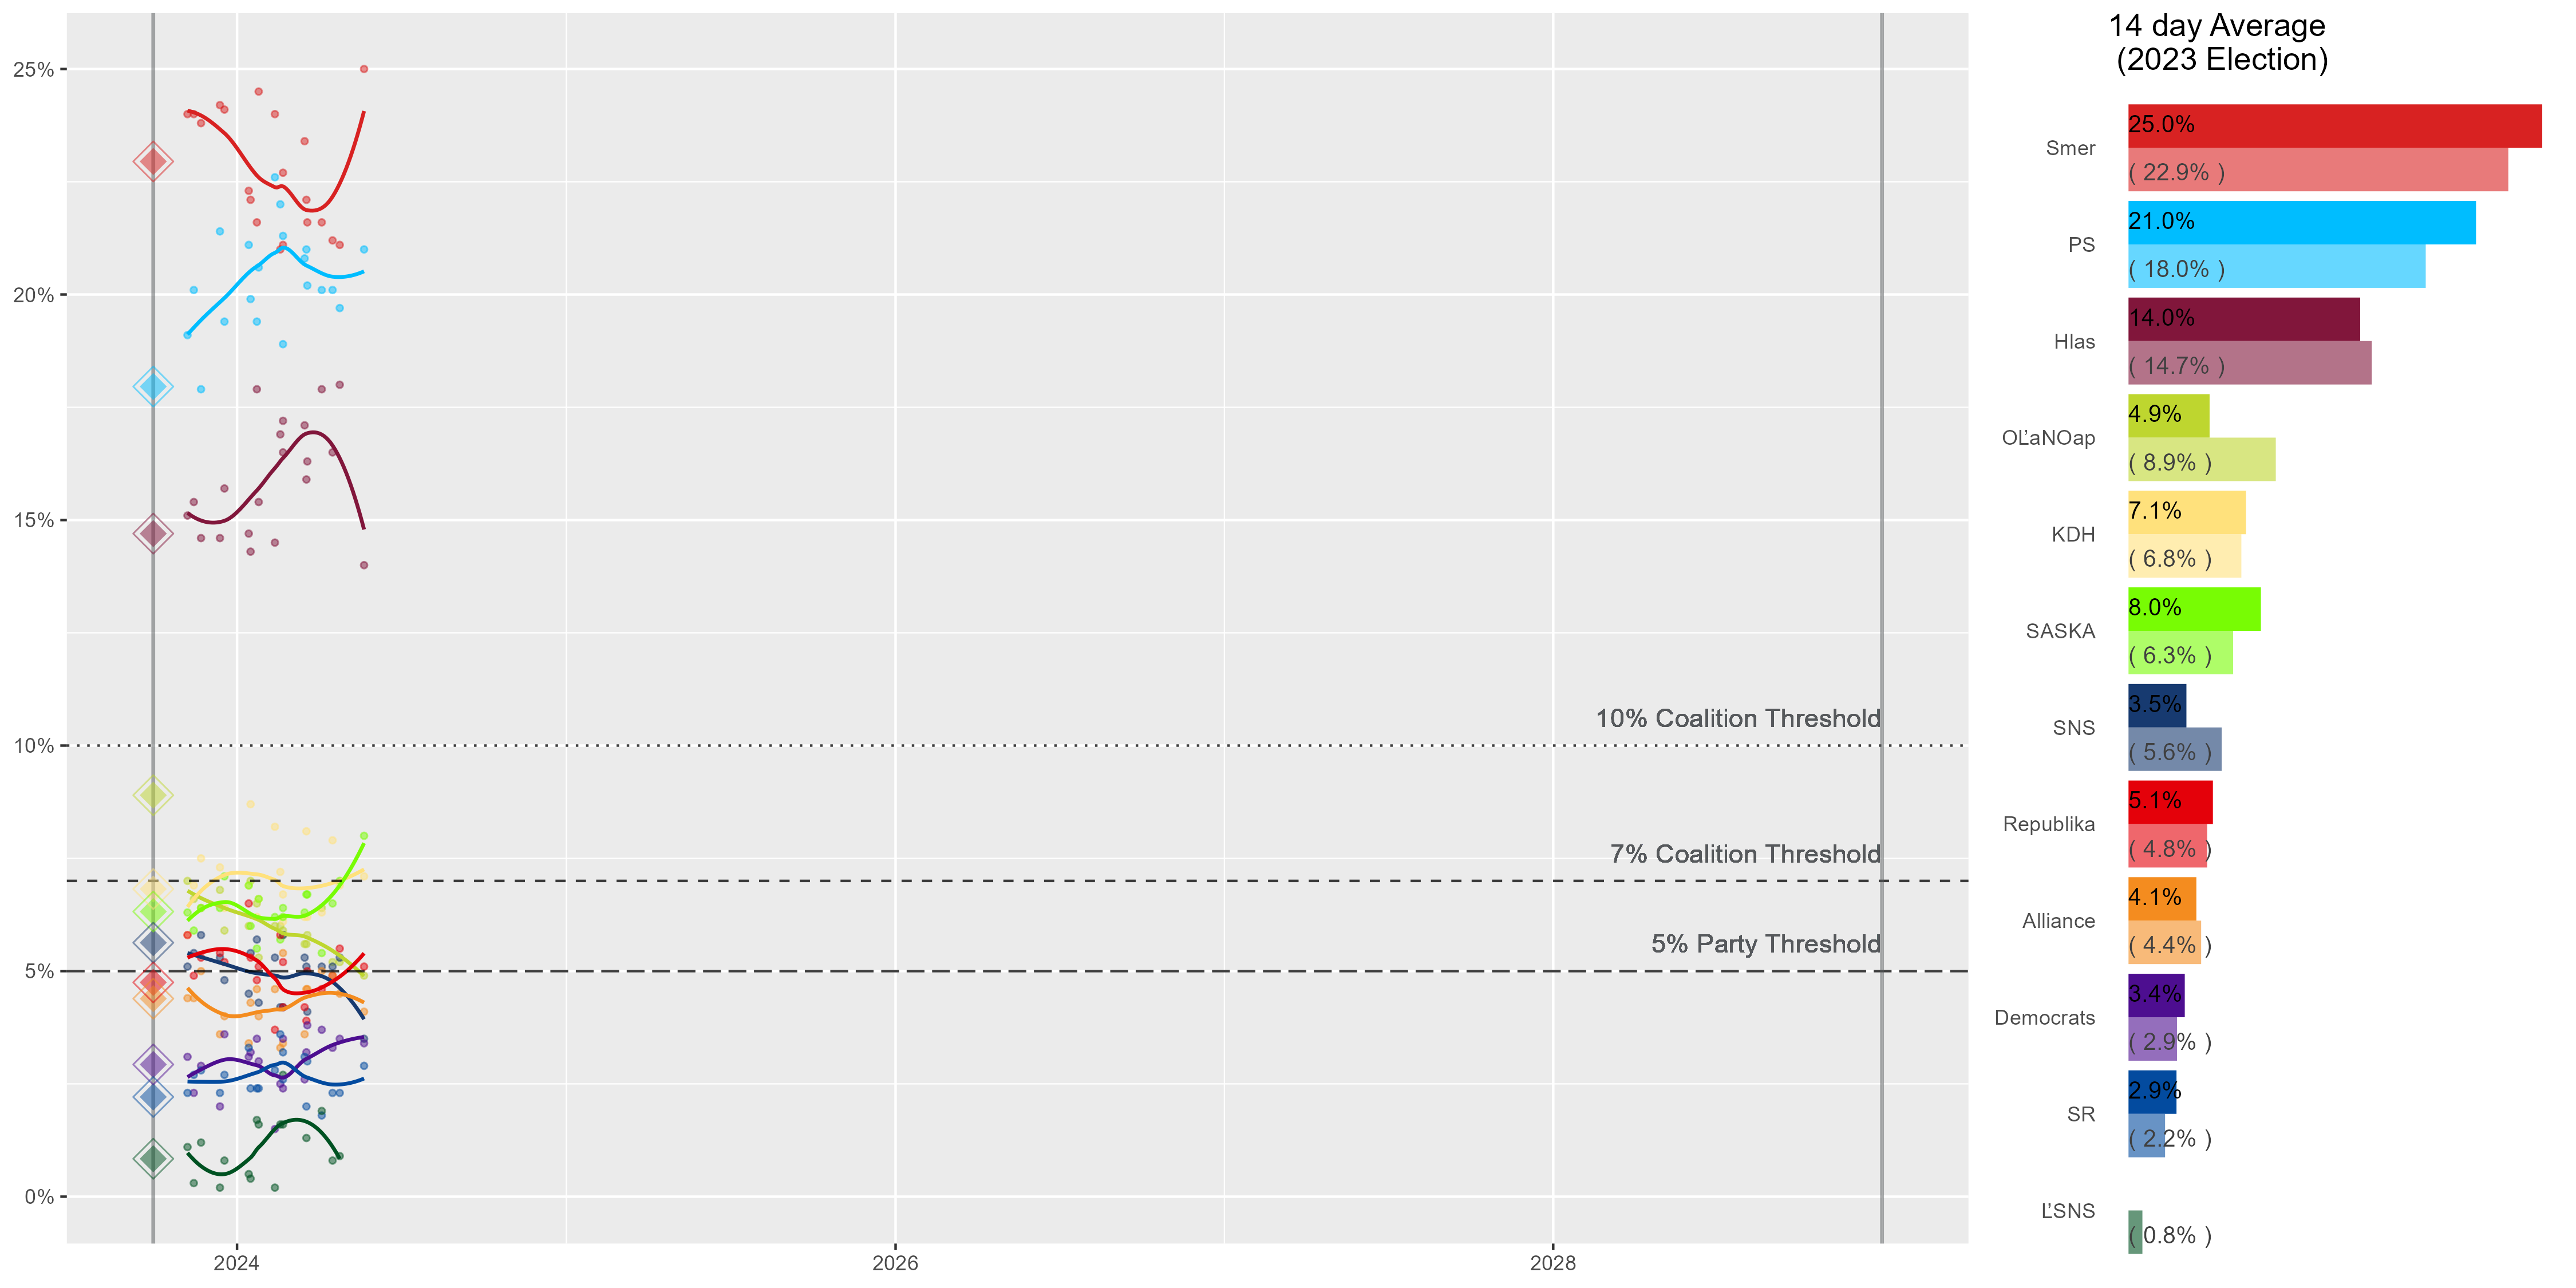 25%
20%
15%
10%
5%
0%
2024
2026
2028
10% Coalition Threshold
7% Coalition Threshold
5% Party Threshold
14 day Average
(2023 Election)
Smer
25.0%
( 22.9% )
PS
21.0%
( 18.0% )
Hlas
14.0%
( 14.7% )
OĽaNOap
4.9%
( 8.9% )
KDH
7.1%
( 6.8% )
SASKA
8.0%
( 6.3% )
SNS
3.5%
( 5.6% )
Republika
5.1%
( 4.8% )
Alliance
4.1%
( 4.4% )
Democrats
3.4%
( 2.9% )
SR
2.9%
( 2.2% )
ĽSNS
( 0.8% )